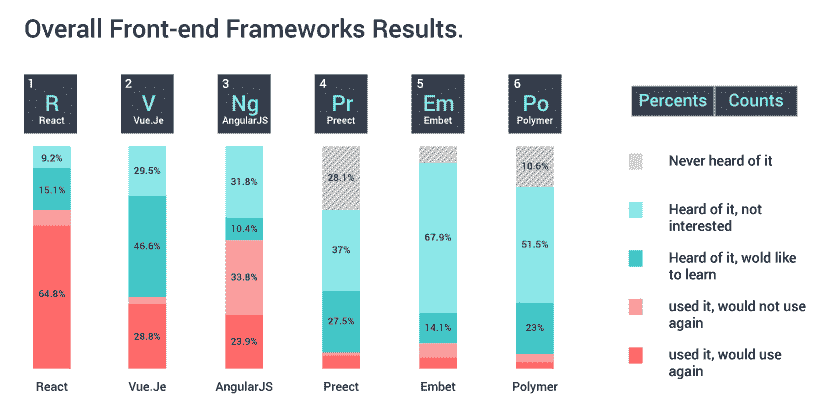 Overall Front-end Frameworks Results.
1 2 3 4 5 6
R V Ng Pr Em Po
React Vue.Je AngularJS Preect Embet Polymer
Percents Counts
9.2% 29.5% 31.8% 28.1% 67.9% 10.6%
15.1% 46.6% 10.4% 37% 14.1% 51.5%
64.8% 28.8% 33.8% 27.5% 23%
23.9%
React Vue.Je AngularJS Preect Embet Polymer
Never heard of it
Heard of it, not
interested
Heard of it, wold like
to learn
used it, would not use
again
used it, would use
again